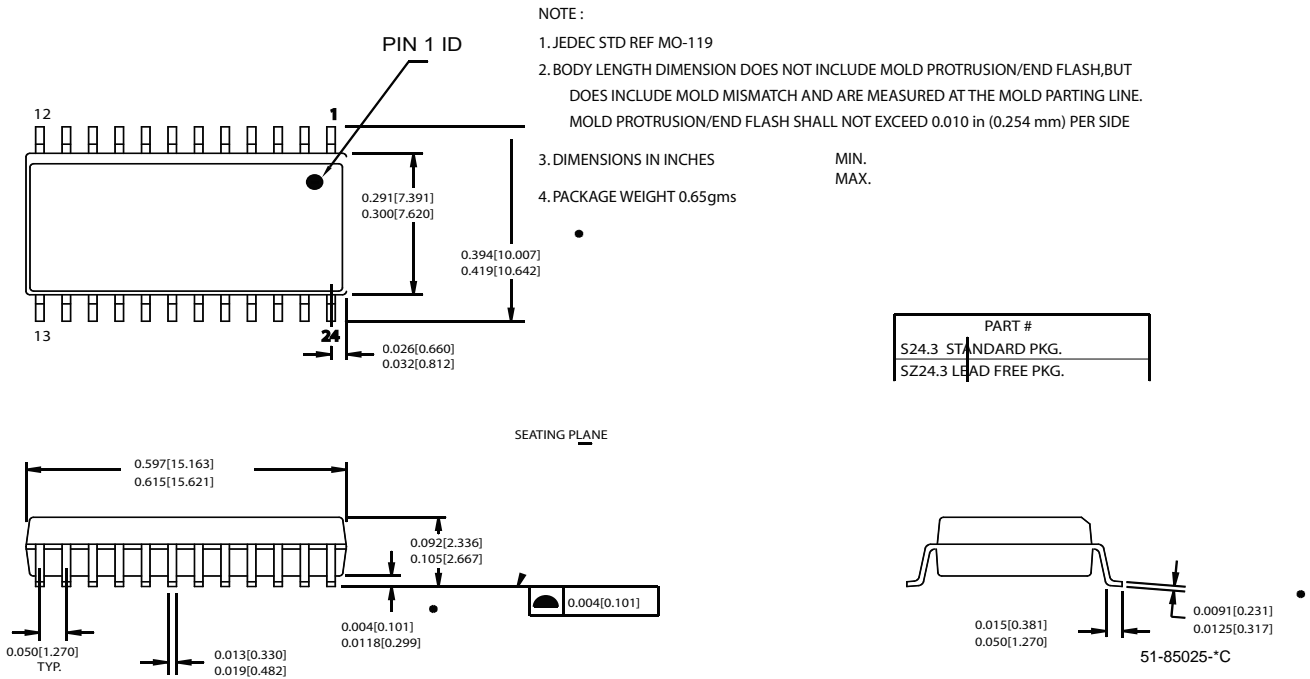 NOTE :
PIN 1 ID
1. JEDEC STD REF MO-119
2. BODY LENGTH DIMENSION DOES NOT INCLUDE MOLD PROTRUSION/END FLASH,BUT
DOES INCLUDE MOLD MISMATCH AND ARE MEASURED AT THE MOLD PARTING LINE.
MOLD PROTRUSION/END FLASH SHALL NOT EXCEED 0.010 in (0.254 mm) PER SIDE
3. DIMENSIONS IN INCHES
MIN.
MAX.
4. PACKAGE WEIGHT 0.65gms
12
1
0.291[7.391]
0.300[7.620]
0.394[10.007]
0.419[10.642]
13
24
0.026[0.660]
0.032[0.812]
PART #
S24.3 STANDARD PKG.
SZ24.3 LEAD FREE PKG.
SEATING PLANE
0.597[15.163]
0.615[15.621]
0.092[2.336]
0.105[2.667]
0.004[0.101]
0.004[0.101]
0.0118[0.299]
0.050[1.270]
TYP.
0.013[0.330]
0.019[0.482]
0.015[0.381]
0.050[1.270]
0.0091[0.231]
0.0125[0.317]
51-85025-*C